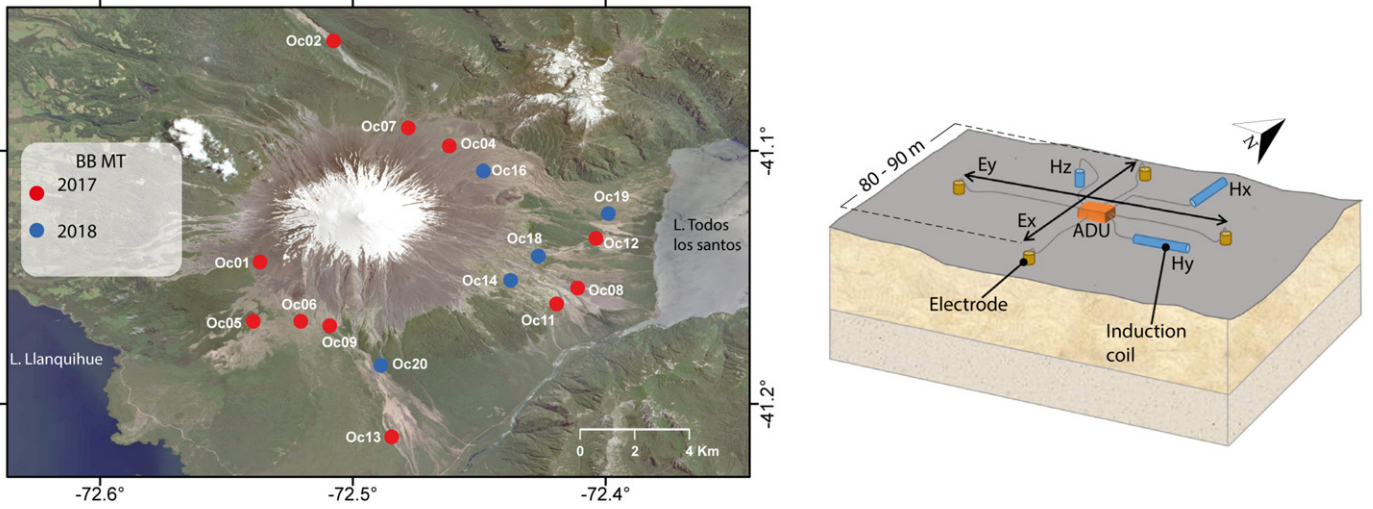 Oc02
Oc07
Oc04
Oc16
Oc19
Oc12
Oc18
Oc14
Oc08
Oc11
Oc01
Oc06
Oc05
Oc09
Oc20
Oc13
BB MT
2017
2018
L. Todos
los santos
L. Llanquihue
0 2 4 Km
-41.1°
-41.2°
-72.6° -72.5° -72.4°
80 - 90 m
N
Ey
Hz
Hx
Ex
ADU
Hy
Electrode
Induction
coil